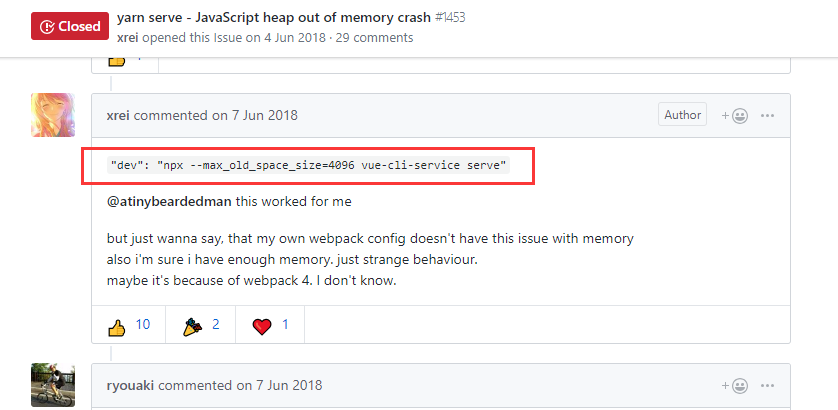 Closed
yarn serve - JavaScript heap out of memory crash #1453
xrei opened this Issue on 4 Jun 2018 · 29 comments
xrei commented on 7 Jun 2018
Author
"dev": "npx --max_old_space_size=4096 vue-cli-service serve"
@atinybeardedman this worked for me
but just wanna say, that my own webpack config doesn't have this issue with memory
also i'm sure i have enough memory. just strange behaviour.
maybe it's because of webpack 4. I don't know.
10 2 1
ryouaki commented on 7 Jun 2018